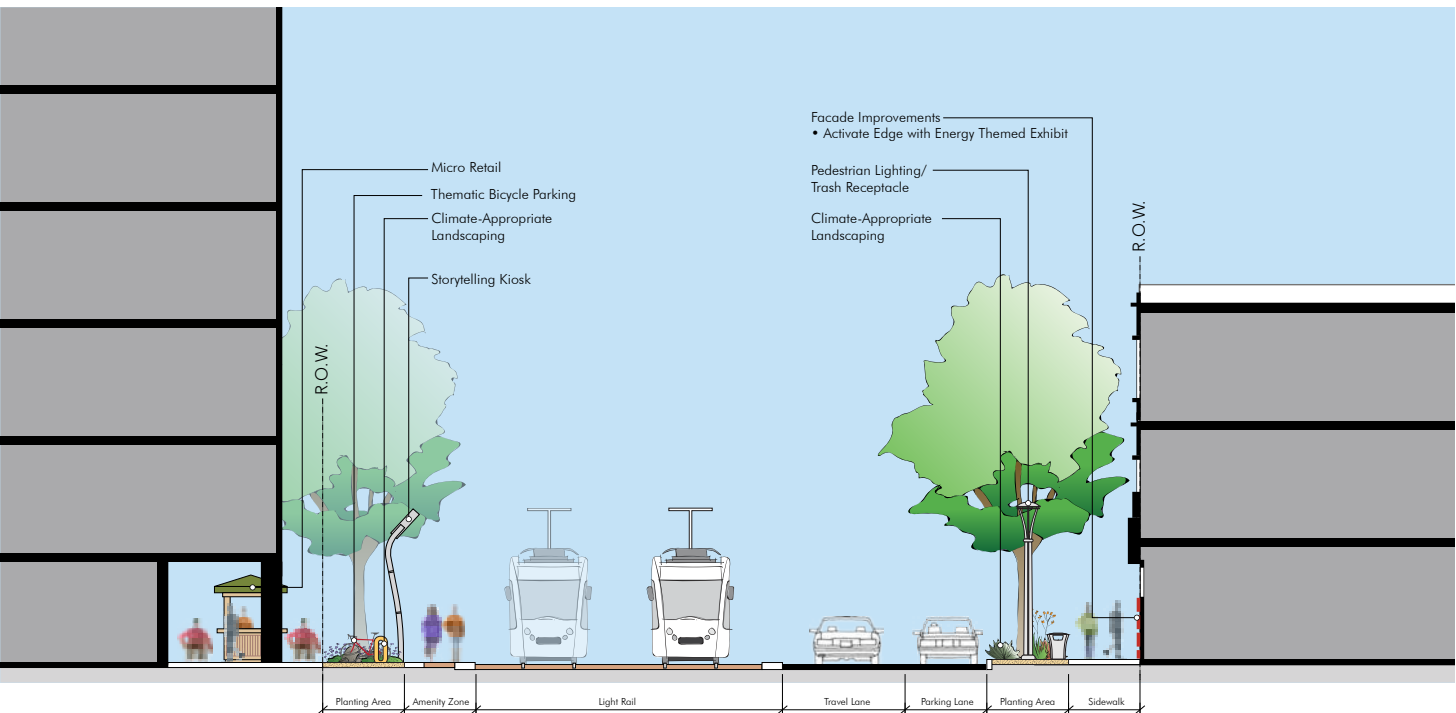 Micro Retail
Thematic Bicycle Parking
Climate-Appropriate
Landscaping
Storytelling Kiosk
R.O.W.
Facade Improvements
• Activate Edge with Energy Themed Exhibit
Pedestrian Lighting/
Trash Receptacle
Climate-Appropriate
Landscaping
R.O.W.
Planting Area
Amenity Zone
Light Rail
Travel Lane
Parking Lane
Planting Area
Sidewalk